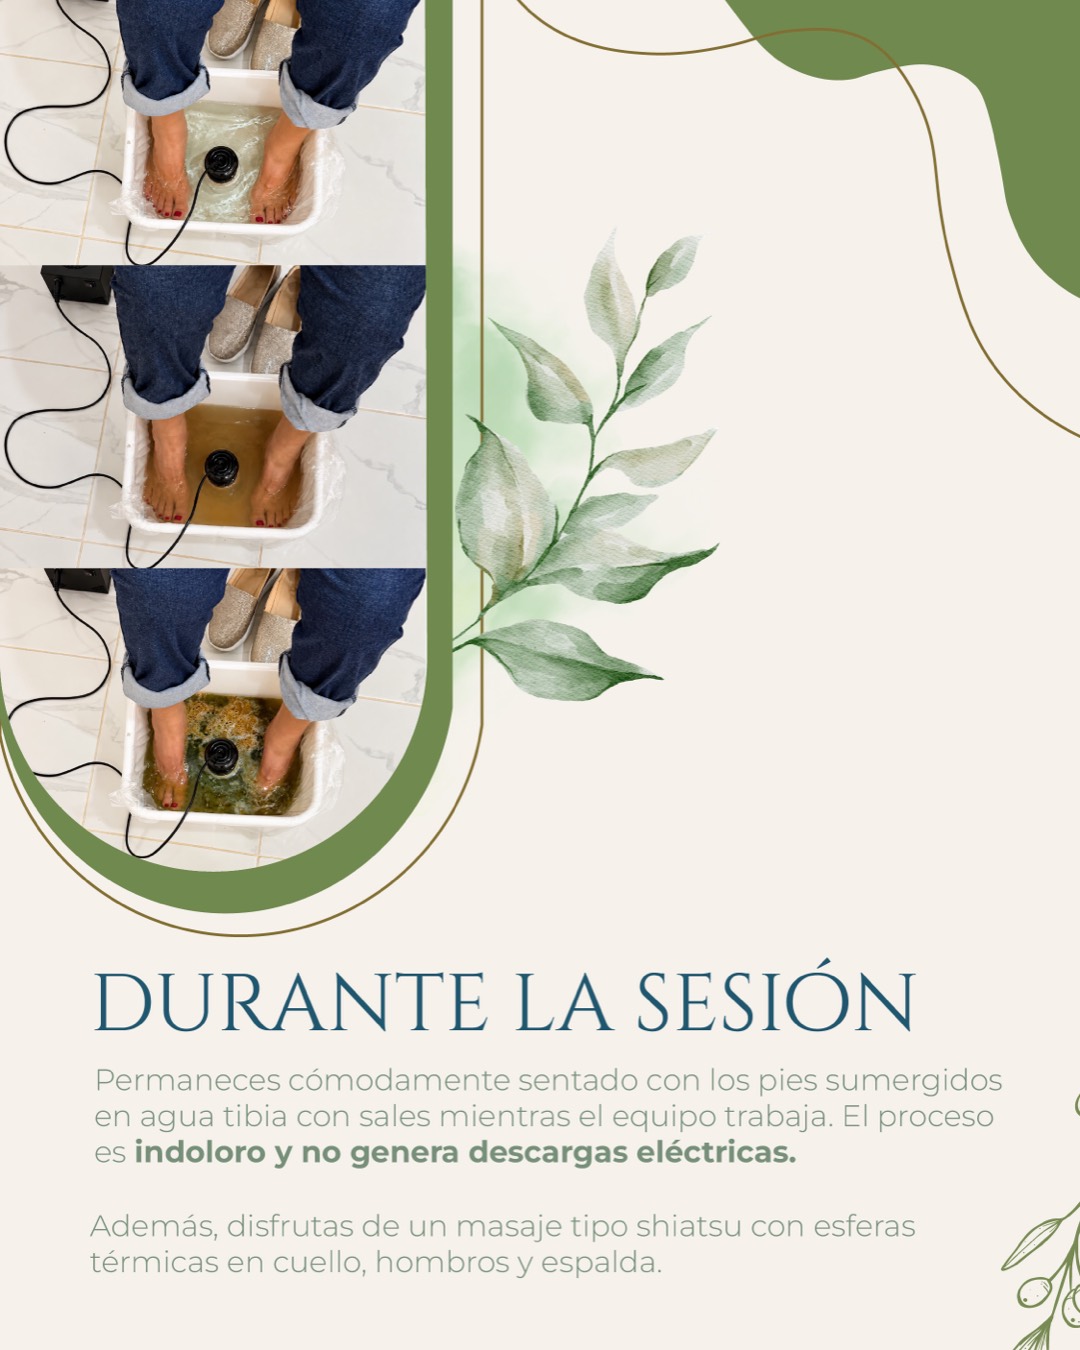 DURANTE LA SESIÓN
Permaneces cómodamente sentado con los pies sumergidos
en agua tibia con sales mientras el equipo trabaja. El proceso
es indoloro y no genera descargas eléctricas.
Además, disfrutas de un masaje tipo shiatsu con esferas
térmicas en cuello, hombros y espalda.